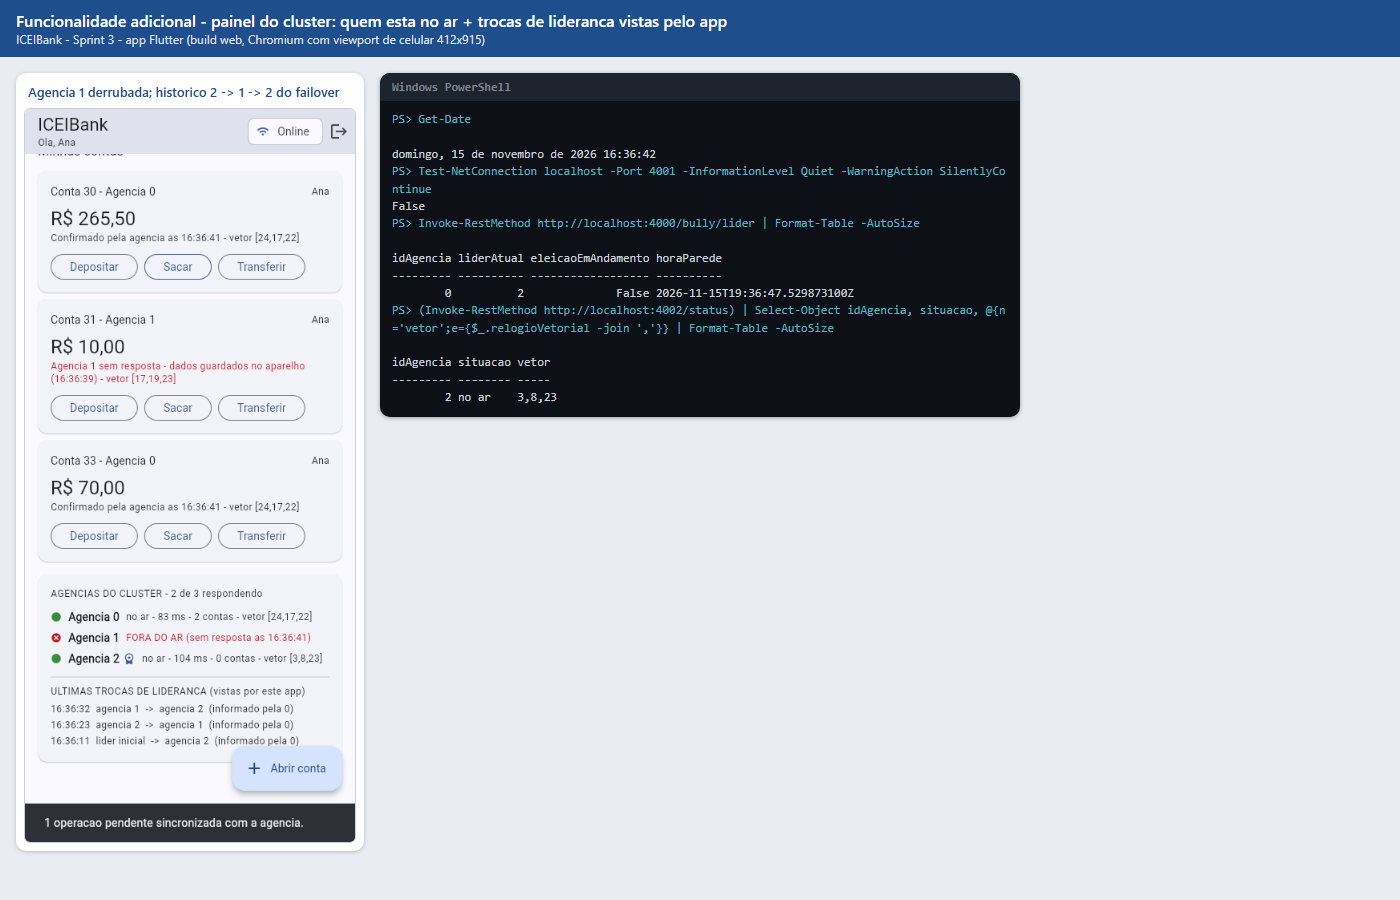 Funcionalidade adicional - painel do cluster: quem esta no ar + trocas de lideranca vistas pelo app
ICEIBank - Sprint 3 - app Flutter (build web, Chromium com viewport de celular 412x915)
Agencia 1 derrubada; historico 2 -> 1 -> 2 do failover
ICEIBank
Ola, Ana
Online
Conta 30 - Agencia 0
Ana
R$ 265,50
Confirmado pela agencia as 16:36:41 - vetor [24,17,22]
Depositar
Sacar
Transferir
Conta 31 - Agencia 1
Ana
R$ 10,00
Agencia 1 sem resposta - dados guardados no aparelho
(16:36:39) - vetor [17,19,23]
Depositar
Sacar
Transferir
Conta 33 - Agencia 0
Ana
R$ 70,00
Confirmado pela agencia as 16:36:41 - vetor [24,17,22]
Depositar
Sacar
Transferir
AGENCIAS DO CLUSTER - 2 de 3 respondendo
Agencia 0 no ar - 83 ms - 2 contas - vetor [24,17,22]
Agencia 1 FORA DO AR (sem resposta as 16:36:41)
Agencia 2 no ar - 104 ms - 0 contas - vetor [3,8,23]
ULTIMAS TROCAS DE LIDERANCA (vistas por este app)
16:36:32 agencia 1 -> agencia 2 (informado pela 0)
16:36:23 agencia 2 -> agencia 1 (informado pela 0)
16:36:11 lider inicial -> agencia 2 (informado pela 0)
+ Abrir conta
1 operacao pendente sincronizada com a agencia.
Windows PowerShell
PS> Get-Date
domingo, 15 de novembro de 2026 16:36:42
PS> Test-NetConnection localhost -Port 4001 -InformationLevel Quiet -WarningAction SilentlyCo
ntinue
False
PS> Invoke-RestMethod http://localhost:4000/bully/lider | Format-Table -AutoSize
idAgencia liderAtual eleicaoEmAndamento horaParede
--------- ---------- ------------------ ----------
0 2 False 2026-11-15T19:36:47.529873100Z
PS> (Invoke-RestMethod http://localhost:4002/status) | Select-Object idAgencia, situacao, @{n
='vetor';e={$_.relogioVetorial -join ','}} | Format-Table -AutoSize
idAgencia situacao vetor
--------- -------- -----
2 no ar 3,8,23